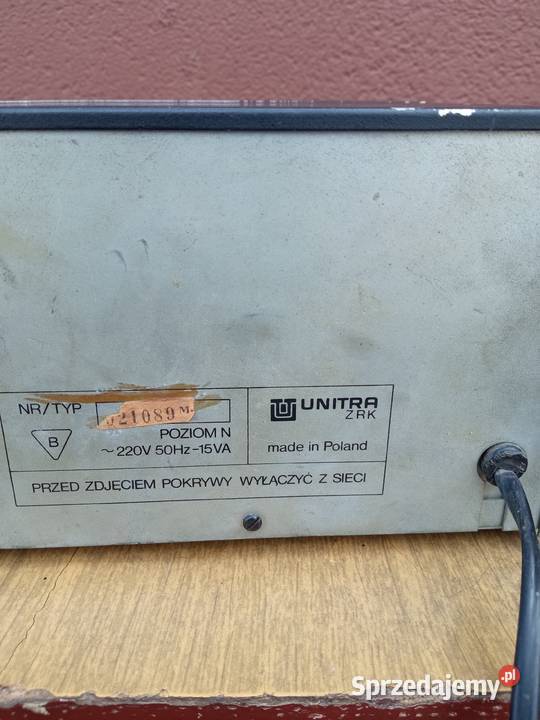 NR/TYP
021089 M.
B
POZIOM N
~220V 50Hz-15VA
UNITRA
ZRK
made in Poland
PRZED ZDJĘCIEM POKRYWY WYŁĄCZYĆ Z SIECI
Sprzedajemy.pl